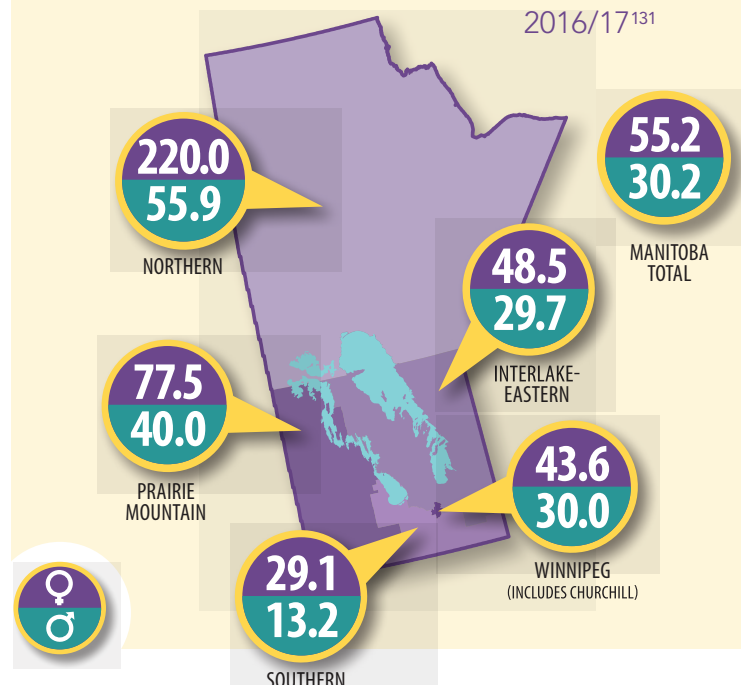 2016/17¹³¹
55.2
30.2
MANITOBA
TOTAL
220.0
55.9
NORTHERN
48.5
29.7
INTERLAKE-
EASTERN
77.5
40.0
PRAIRIE
MOUNTAIN
43.6
30.0
WINNIPEG
(INCLUDES CHURCHILL)
29.1
13.2
SOUTHERN
♀
♂